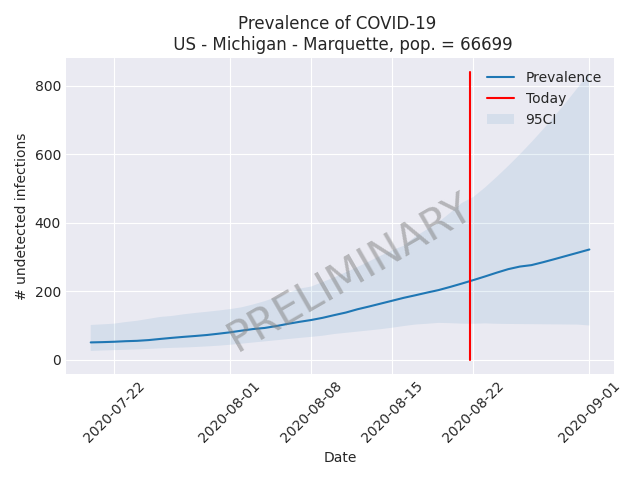 Prevalence of COVID-19
US - Michigan - Marquette, pop. = 66699
Prevalence
Today
95CI
800
600
400
200
0
# undetected infections
PRELIMINARY
2020-07-22
2020-08-01
2020-08-08
2020-08-15
2020-08-22
2020-09-01
Date